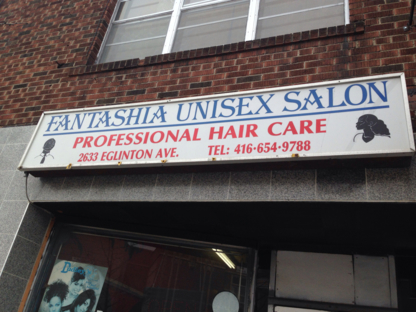 FANTASHIA UNISEX SALON
PROFESSIONAL HAIR CARE
2633 EGLINTON AVE. TEL: 416-654-9788